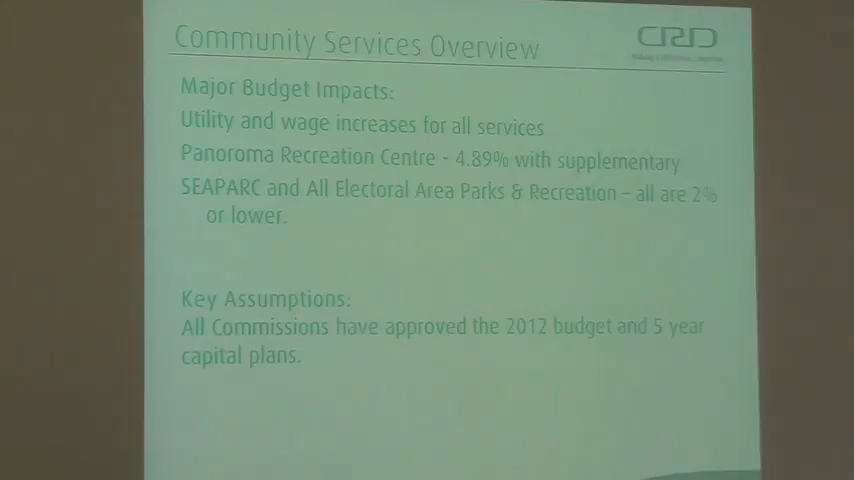 Community Services Overview
CRD
Major Budget Impacts:
Utility and wage increases for all services
Panoroma Recreation Centre - 4.89% with supplementary
SEAPARC and All Electoral Area Parks & Recreation – all are 2%
or lower.
Key Assumptions:
All Commissions have approved the 2012 budget and 5 year
capital plans.